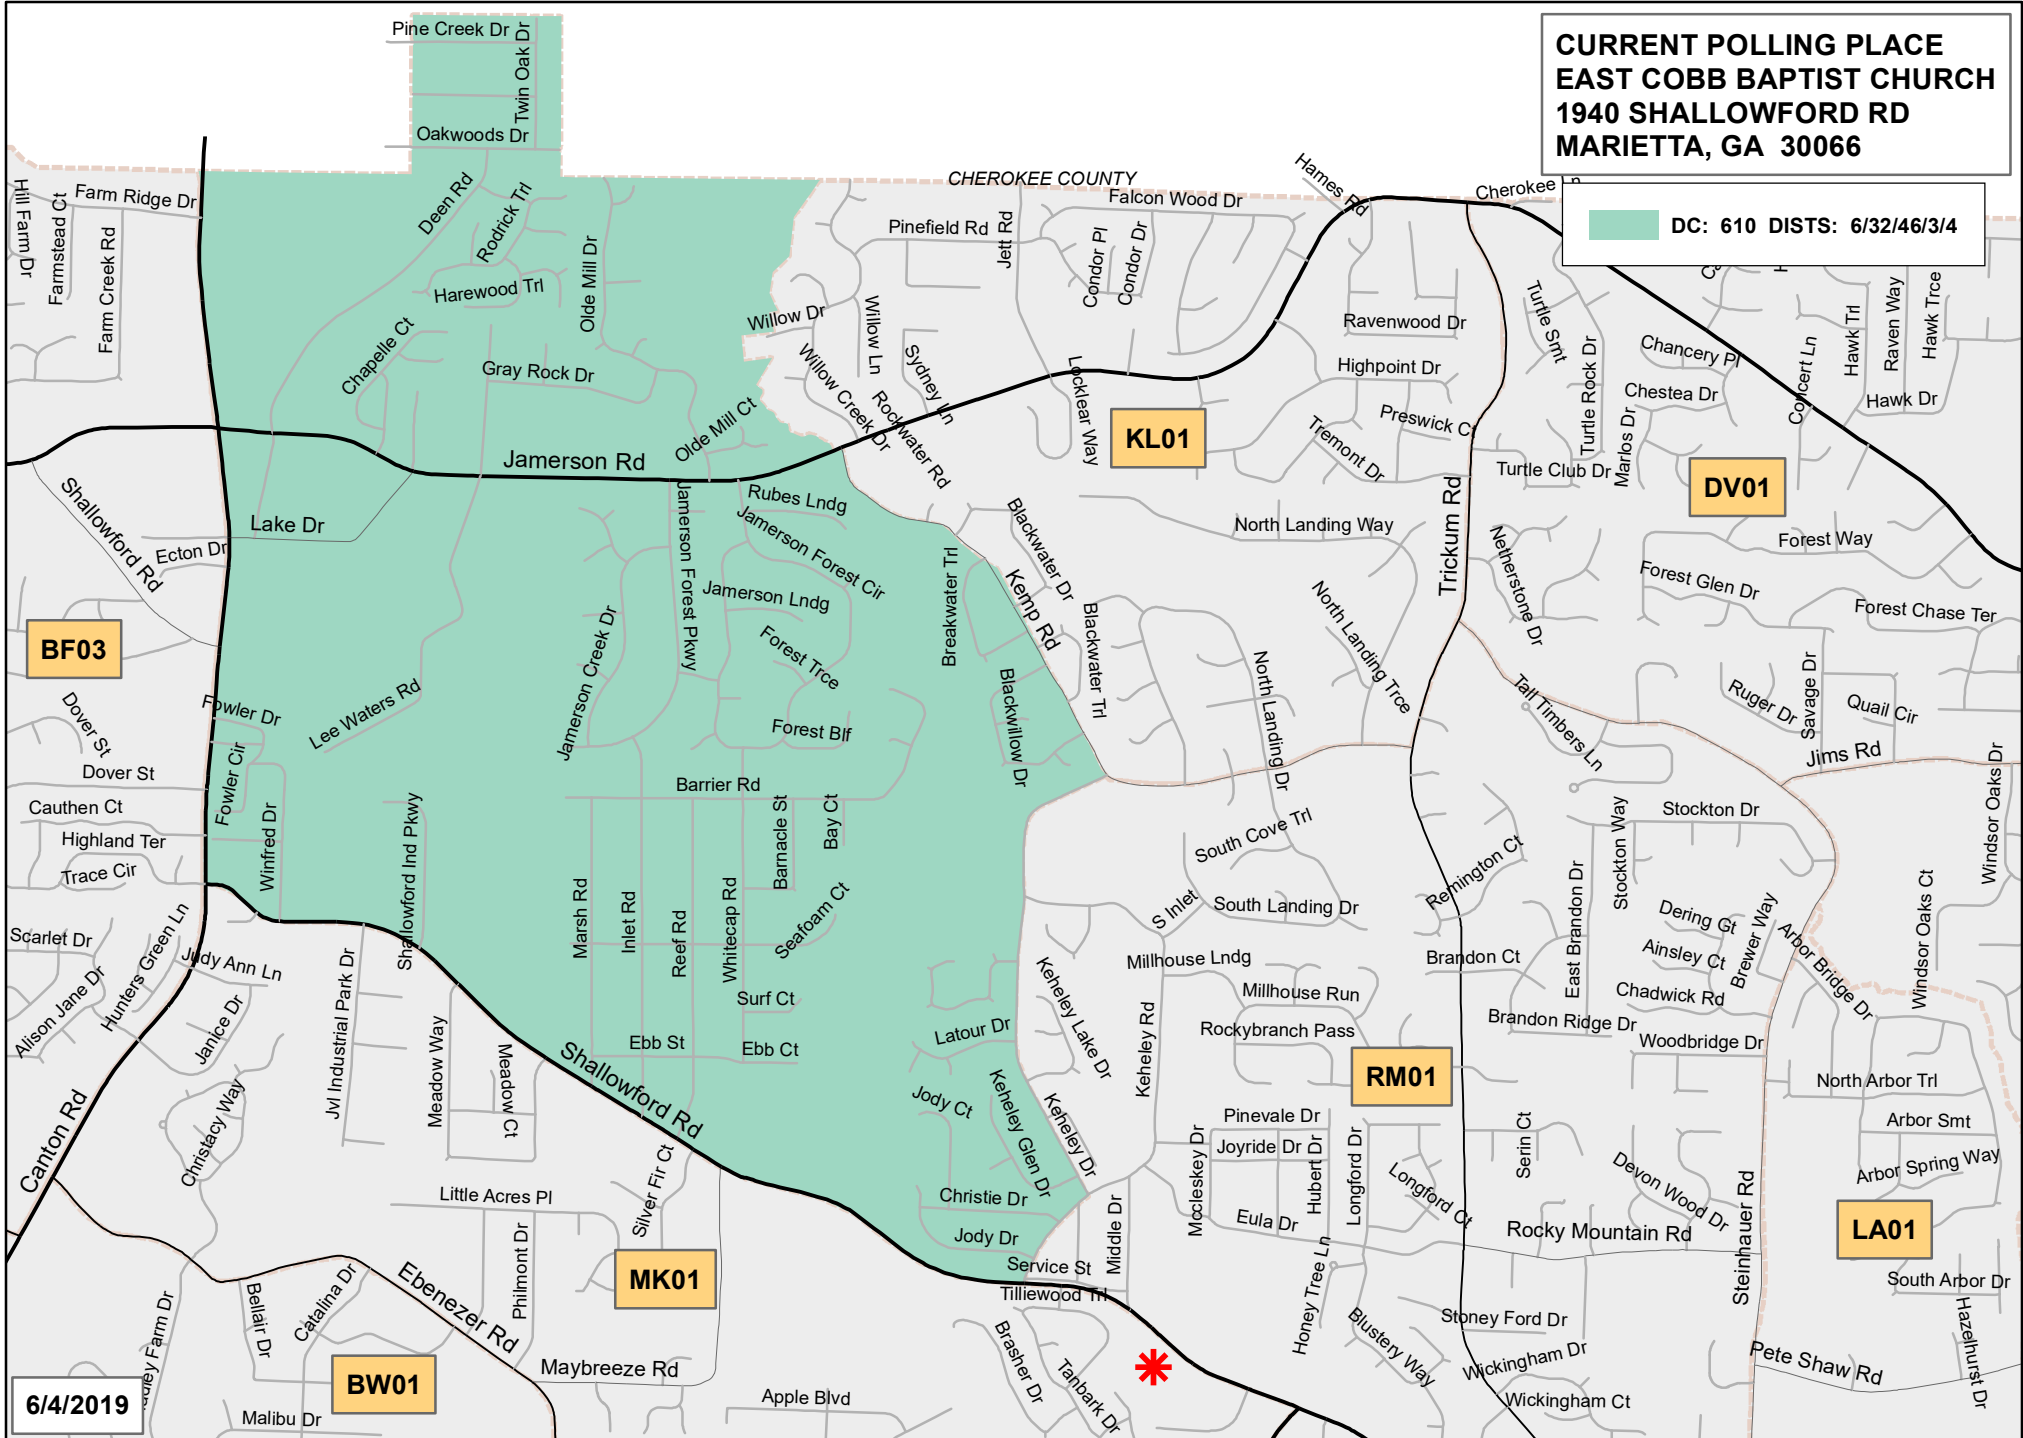 CURRENT POLLING PLACE
EAST COBB BAPTIST CHURCH
1940 SHALLOWFORD RD
MARIETTA, GA 30066
DC: 610 DISTS: 6/32/46/3/4
Pine Creek Dr
Twin Oak Dr
Oakwoods Dr
CHEROKEE COUNTY
Hames Rd
Cherokee Ln
Hill Farm Dr
Farmstead Ct
Farm Ridge Dr
Farm Creek Rd
Deen Rd
Rodrick Trl
Harewood Trl
Olde Mill Dr
Chapelle Ct
Gray Rock Dr
Olde Mill Ct
Willow Dr
Willow Ln
Willow Creek Dr
Sydney Ln
Rockwater Rd
Pinefield Rd
Jett Rd
Falcon Wood Dr
Condor Pl
Condor Dr
Locklear Way
KL01
Ravenwood Dr
Highpoint Dr
Preswick Ct
Tremont Dr
Turtle Smt
Turtle Rock Dr
Turtle Club Dr
Marlos Dr
Chancery Pl
Chestea Dr
Concert Ln
Hawk Trl
Raven Way
Hawk Trce
Hawk Dr
DV01
Jamerson Rd
Shallowford Rd
Ecton Dr
Lake Dr
BF03
Rubes Lndg
Jamerson Forest Cir
Jamerson Forest Pkwy
Jamerson Lndg
Jamerson Creek Dr
Forest Trce
Forest Blf
Breakwater Trl
Blackwater Dr
Kemp Rd
Blackwater Trl
Blackwillow Dr
North Landing Way
North Landing Trce
North Landing Dr
Trickum Rd
Netherstone Dr
Forest Way
Forest Glen Dr
Forest Chase Ter
Tall Timbers Ln
Ruger Dr
Savage Dr
Quail Cir
Jims Rd
Windsor Oaks Dr
Lee Waters Rd
Fowler Dr
Fowler Cir
Dover St
Dover St
Cauthen Ct
Highland Ter
Trace Cir
Winfred Dr
Shallowford Ind Pkwy
Barrier Rd
Barnacle St
Bay Ct
Marsh Rd
Inlet Rd
Reef Rd
Whitecap Rd
Seafoam Ct
Surf Ct
Ebb St
Ebb Ct
South Cove Trl
S Inlet
South Landing Dr
Remington Ct
Stockton Way
Stockton Dr
East Brandon Dr
Dering Gt
Ainsley Ct
Brewer Way
Arbor Bridge Dr
Windsor Oaks Ct
Chadwick Rd
Brandon Ct
Brandon Ridge Dr
Woodbridge Dr
Scarlet Dr
Alison Jane Dr
Hunters Green Ln
Judy Ann Ln
Janice Dr
Jvl Industrial Park Dr
Meadow Way
Meadow Ct
Shallowford Rd
Canton Rd
Christacy Way
Latour Dr
Jody Ct
Keheley Glen Dr
Keheley Dr
Keheley Lake Dr
Keheley Rd
Millhouse Lndg
Millhouse Run
Rockybranch Pass
RM01
North Arbor Trl
Arbor Smt
Arbor Spring Way
LA01
South Arbor Dr
Hazelhurst Dr
Pinevale Dr
Joyride Dr
Hubert Dr
Longford Dr
Longford Ct
Mccleskey Dr
Eula Dr
Serin Ct
Devon Wood Dr
Rocky Mountain Rd
Steinhauer Rd
Christie Dr
Jody Dr
Service St
Middle Dr
Tilliewood Trl
Little Acres Pl
Philmont Dr
Silver Fir Ct
MK01
Ebenezer Rd
Maybreeze Rd
Bellair Dr
Catalina Dr
BW01
Malibu Dr
Apple Blvd
Brasher Dr
Tanbark Dr
Honey Tree Ln
Blustery Way
Stoney Ford Dr
Wickingham Dr
Wickingham Ct
Pete Shaw Rd
Farm Dr
6/4/2019